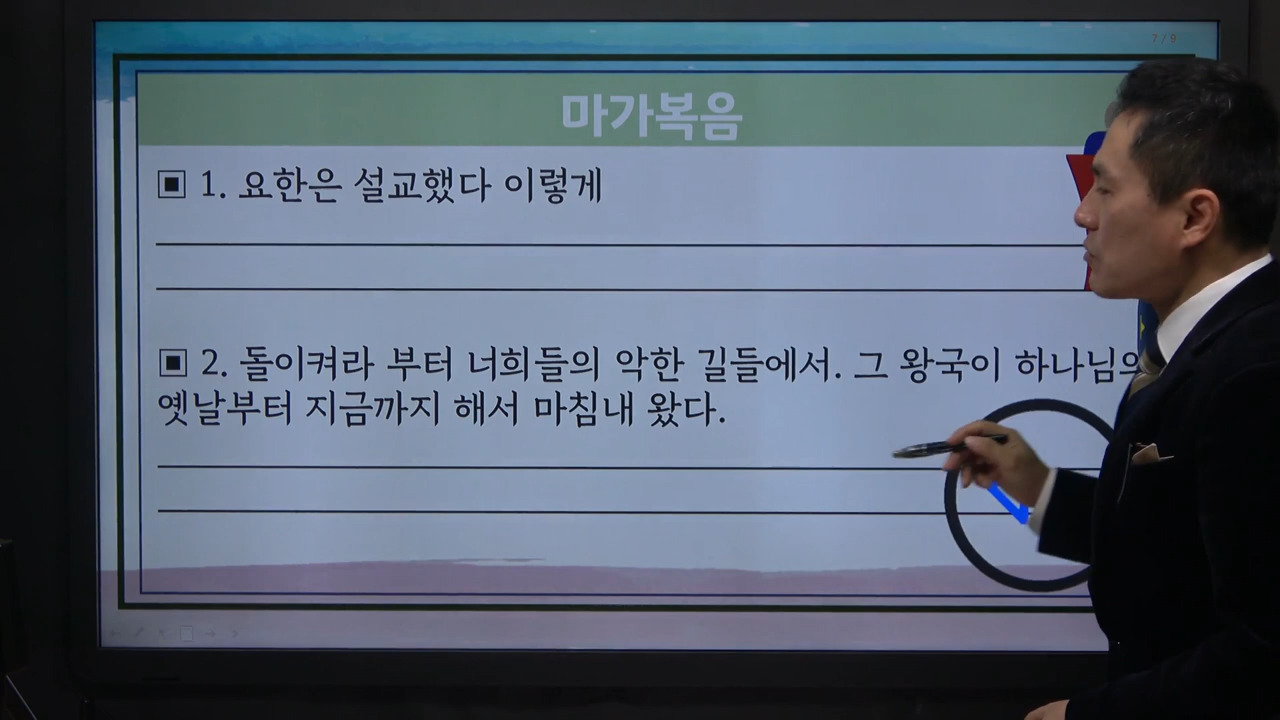 7/9
마가복음
▣ 1. 요한은 설교했다 이렇게
▣ 2. 돌이켜라 부터 너희들의 악한 길들에서. 그 왕국이 하나님의
옛날부터 지금까지 해서 마침내 왔다.